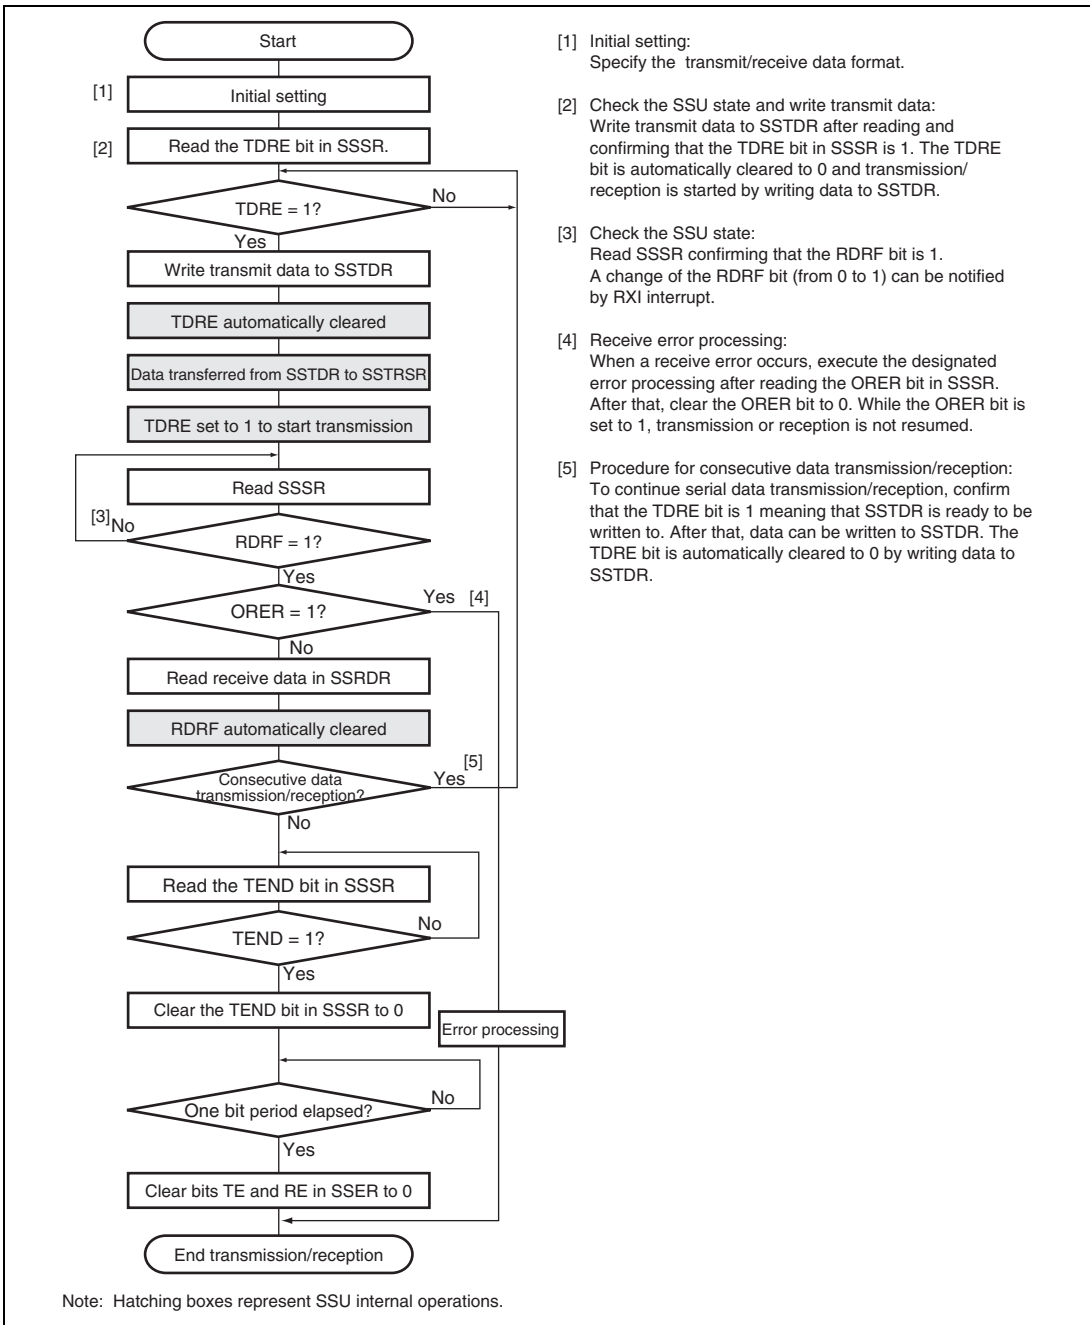 Start
[1] Initial setting
[2] Read the TDRE bit in SSSR.
TDRE = 1?
No
Yes
Write transmit data to SSTDR
TDRE automatically cleared
Data transferred from SSTDR to SSTRSR
TDRE set to 1 to start transmission
Read SSSR
[3] No
RDRF = 1?
Yes
ORER = 1?
Yes [4]
No
Read receive data in SSRDR
RDRF automatically cleared
[5]
Consecutive data
transmission/reception?
Yes
No
Read the TEND bit in SSSR
TEND = 1?
No
Yes
Clear the TEND bit in SSSR to 0
Error processing
One bit period elapsed?
No
Yes
Clear bits TE and RE in SSER to 0
End transmission/reception
[1] Initial setting:
Specify the transmit/receive data format.
[2] Check the SSU state and write transmit data:
Write transmit data to SSTDR after reading and
confirming that the TDRE bit in SSSR is 1. The TDRE
bit is automatically cleared to 0 and transmission/
reception is started by writing data to SSTDR.
[3] Check the SSU state:
Read SSSR confirming that the RDRF bit is 1.
A change of the RDRF bit (from 0 to 1) can be notified
by RXI interrupt.
[4] Receive error processing:
When a receive error occurs, execute the designated
error processing after reading the ORER bit in SSSR.
After that, clear the ORER bit to 0. While the ORER bit is
set to 1, transmission or reception is not resumed.
[5] Procedure for consecutive data transmission/reception:
To continue serial data transmission/reception, confirm
that the TDRE bit is 1 meaning that SSTDR is ready to be
written to. After that, data can be written to SSTDR. The
TDRE bit is automatically cleared to 0 by writing data to
SSTDR.
Note: Hatching boxes represent SSU internal operations.